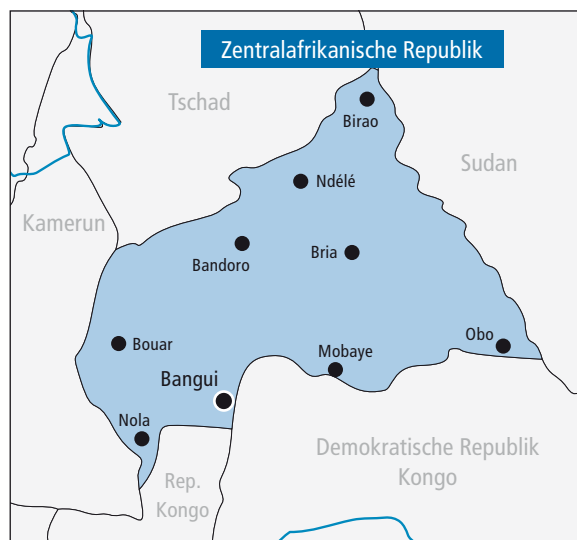 Zentralafrikanische Republik
Tschad
Birao
Sudan
Ndélé
Kamerun
Bandoro
Bria
Bouar
Mobaye
Obo
Bangui
Nola
Demokratische Republik
Kongo
Rep.
Kongo